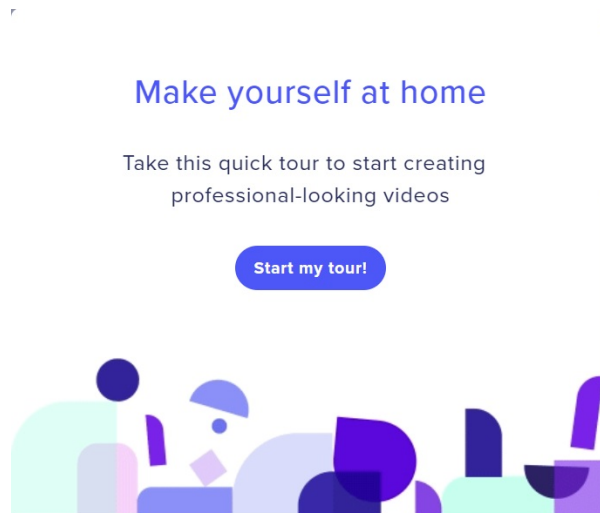 Make yourself at home
Take this quick tour to start creating
professional-looking videos
Start my tour!